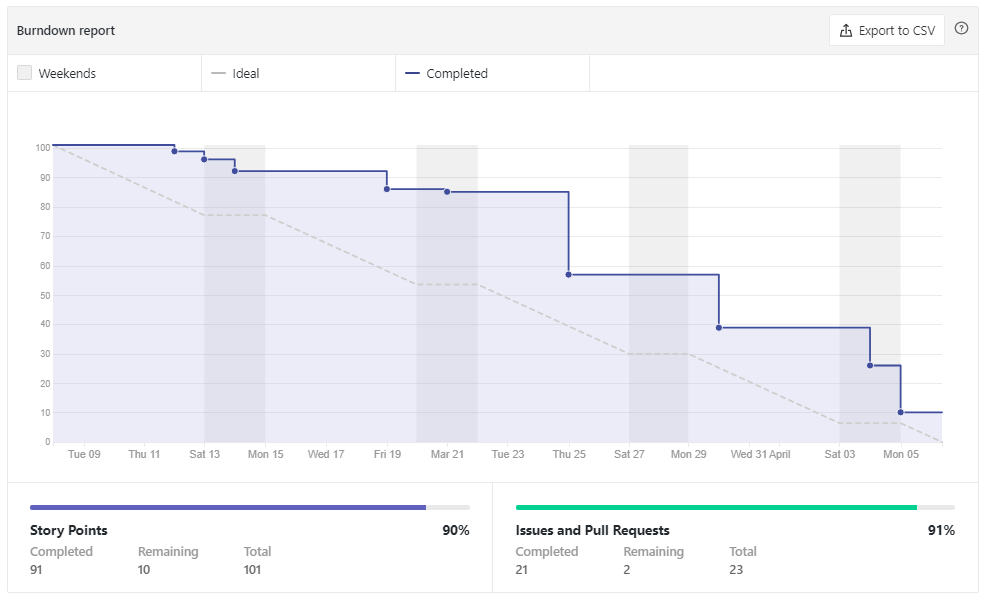 Burndown report
Export to CSV
?
Weekends
Ideal
Completed
100
90
80
70
60
50
40
30
20
10
0
Tue 09 Thu 11 Sat 13 Mon 15 Wed 17 Fri 19 Mar 21 Tue 23 Thu 25 Sat 27 Mon 29 Wed 31 April Sat 03 Mon 05
Story Points 90%
Completed Remaining Total
91 10 101
Issues and Pull Requests 91%
Completed Remaining Total
21 2 23